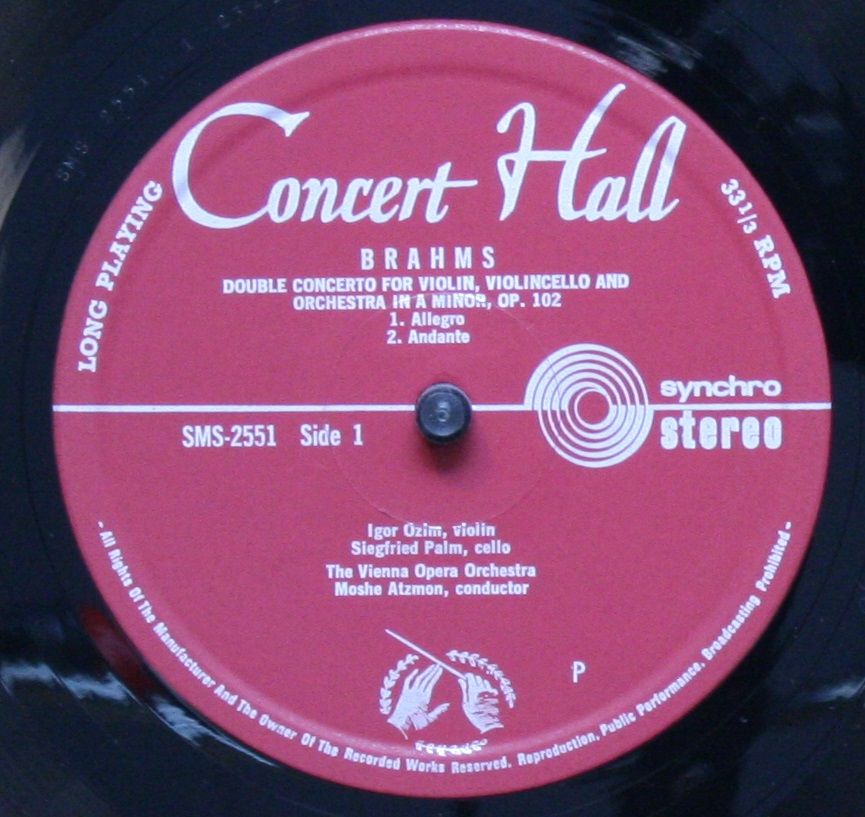 Concert Hall
LONG PLAYING
33 1/3 RPM
BRAHMS
DOUBLE CONCERTO FOR VIOLIN, VIOLINCELLO AND
ORCHESTRA IN A MINOR, OP. 102
1. Allegro
2. Andante
synchro
SMS-2551 Side 1
stereo
Igor Ozim, violin
Siegfried Palm, cello
The Vienna Opera Orchestra
Moshe Atzmon, conductor
P
- All Rights Of The Manufacturer And The Owner Of The Recorded Works Reserved. Reproduction, Public Performance, Broadcasting Prohibited -